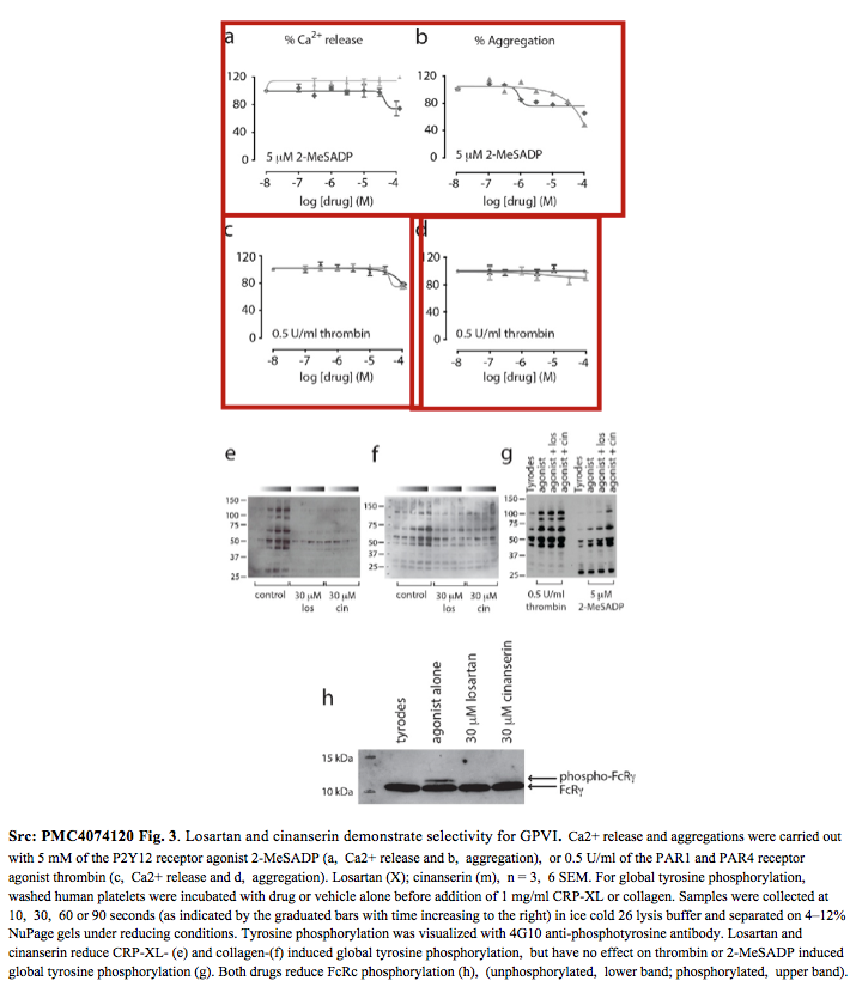 a % Ca2+ release b % Aggregation
120
80
40
0
5 μM 2-MeSADP
-8 -7 -6 -5 -4
log [drug] (M)
120
80
40
0
5 μM 2-MeSADP
-8 -7 -6 -5 -4
log [drug] (M)
c
120
80
40
0
0.5 U/ml thrombin
-8 -7 -6 -5 -4
log [drug] (M)
d
120
80
40
0
0.5 U/ml thrombin
-8 -7 -6 -5 -4
log [drug] (M)
e
150
100
75
50
37
25
control 30 μM los 30 μM cin
f
150
75
50
37
25
control 30 μM los 30 μM cin
g
Tyrodes
agonist
agonist + los
agonist + cin
Tyrodes
agonist
agonist + los
agonist + cin
150
100
75
50
37
25
0.5 U/ml thrombin
5 μM 2-MeSADP
h
tyrodes
agonist alone
30 μM losartan
30 μM cinanserin
15 kDa
10 kDa
phospho-FcRγ
FcRγ
Src: PMC4074120 Fig. 3. Losartan and cinanserin demonstrate selectivity for GPVI. Ca2+ release and aggregations were carried out
with 5 mM of the P2Y12 receptor agonist 2-MeSADP (a, Ca2+ release and b, aggregation), or 0.5 U/ml of the PAR1 and PAR4 receptor
agonist thrombin (c, Ca2+ release and d, aggregation). Losartan (X); cinanserin (m), n = 3, 6 SEM. For global tyrosine phosphorylation,
washed human platelets were incubated with drug or vehicle alone before addition of 1 mg/ml CRP-XL or collagen. Samples were collected at
10, 30, 60 or 90 seconds (as indicated by the graduated bars with time increasing to the right) in ice cold 26 lysis buffer and separated on 4–12%
NuPage gels under reducing conditions. Tyrosine phosphorylation was visualized with 4G10 anti-phosphotyrosine antibody. Losartan and
cinanserin reduce CRP-XL- (e) and collagen-(f) induced global tyrosine phosphorylation, but have no effect on thrombin or 2-MeSADP induced
global tyrosine phosphorylation (g). Both drugs reduce FcRc phosphorylation (h), (unphosphorylated, lower band; phosphorylated, upper band).